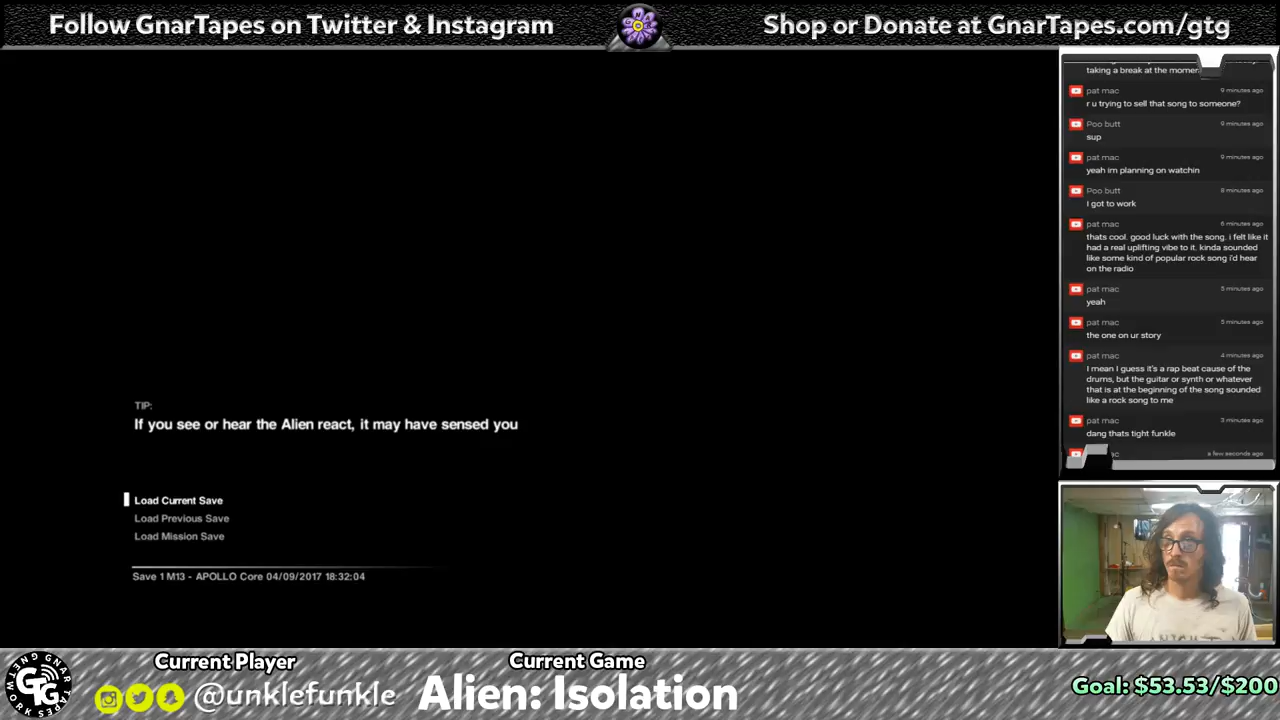 Follow GnarTapes on Twitter & Instagram
Shop or Donate at GnarTapes.com/gtg
taking a break at the momen
pat mac 9 minutes ago
r u trying to sell that song to someone?
Poo butt 9 minutes ago
sup
pat mac 9 minutes ago
yeah im planning on watchin
Poo butt 8 minutes ago
I got to work
pat mac 6 minutes ago
thats cool. good luck with the song. i felt like it
had a real uplifting vibe to it. kinda sounded
like some kind of popular rock song i'd hear
on the radio
pat mac 5 minutes ago
yeah
pat mac 5 minutes ago
the one on ur story
pat mac 4 minutes ago
I mean I guess it's a rap beat cause of the
drums, but the guitar or synth or whatever
that is at the beginning of the song sounded
like a rock song to me
pat mac 3 minutes ago
dang thats tight funkle
a few seconds ago
TIP:
If you see or hear the Alien react, it may have sensed you
Load Current Save
Load Previous Save
Load Mission Save
Save 1 M13 - APOLLO Core 04/09/2017 18:32:04
GNAR TAPES NETWORK
GTG
Current Player
@unklefunkle
Current Game
Alien: Isolation
Goal: $53.53/$200